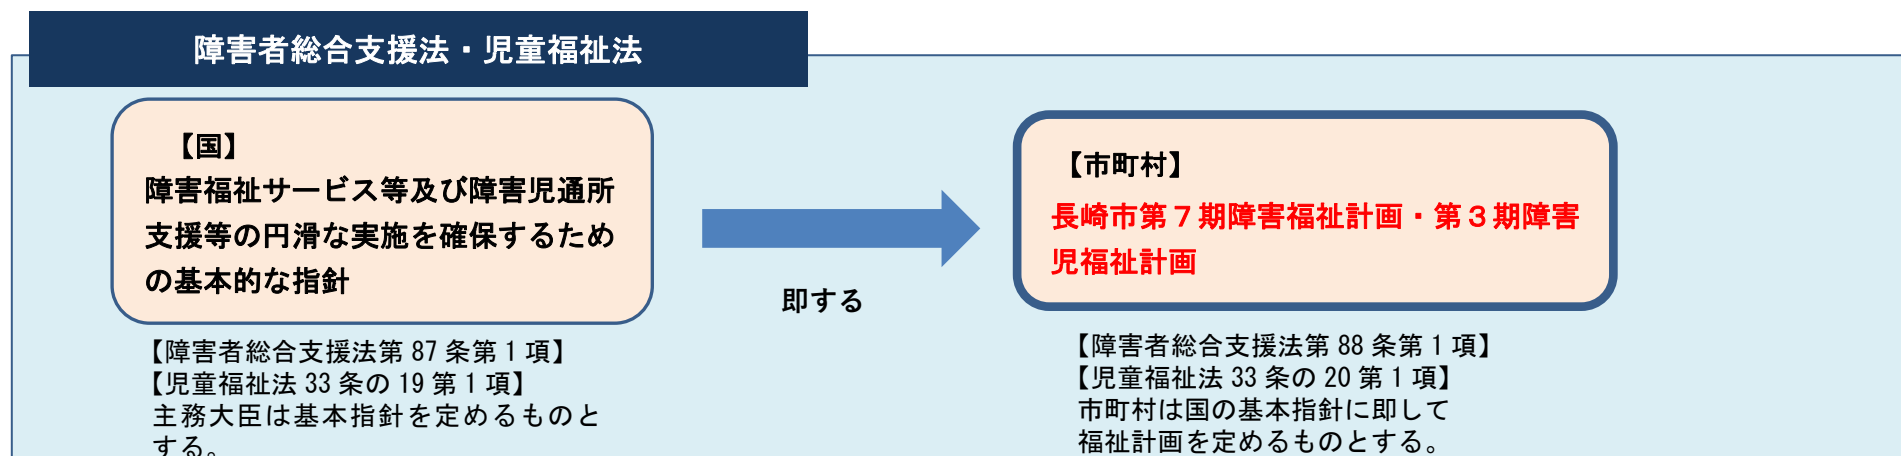 障害者総合支援法・児童福祉法
【国】
障害福祉サービス等及び障害児通所
支援等の円滑な実施を確保するため
の基本的な指針
【障害者総合支援法第 87 条第１項】
【児童福祉法 33 条の 19 第１項】
主務大臣は基本指針を定めるものと
する。
即する
【市町村】
長崎市第７期障害福祉計画・第３期障害
児福祉計画
【障害者総合支援法第 88 条第１項】
【児童福祉法 33 条の 20 第１項】
市町村は国の基本指針に即して
福祉計画を定めるものとする。